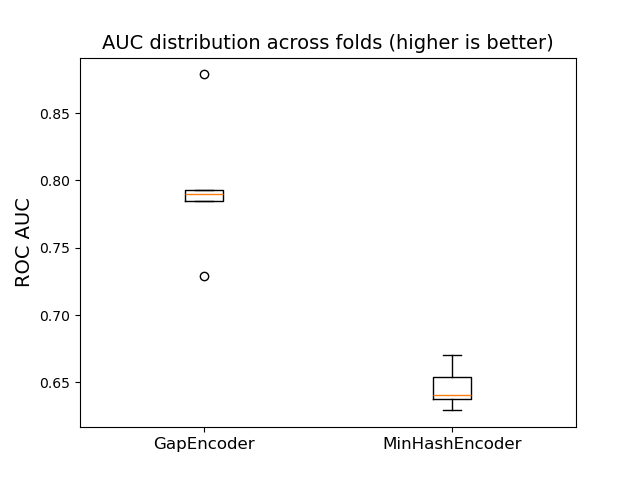 AUC distribution across folds (higher is better)
ROC AUC
0.85
0.80
0.75
0.70
0.65
GapEncoder
MinHashEncoder